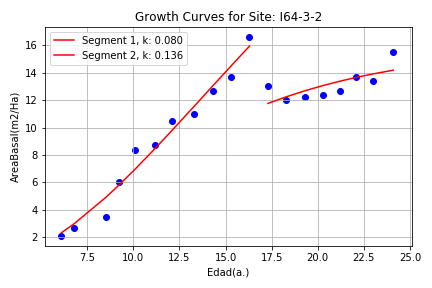 Growth Curves for Site: I64-3-2
Segment 1, k: 0.080
Segment 2, k: 0.136
AreaBasal(m2/Ha)
16
14
12
10
8
6
4
2
7.5 10.0 12.5 15.0 17.5 20.0 22.5 25.0
Edad(a.)